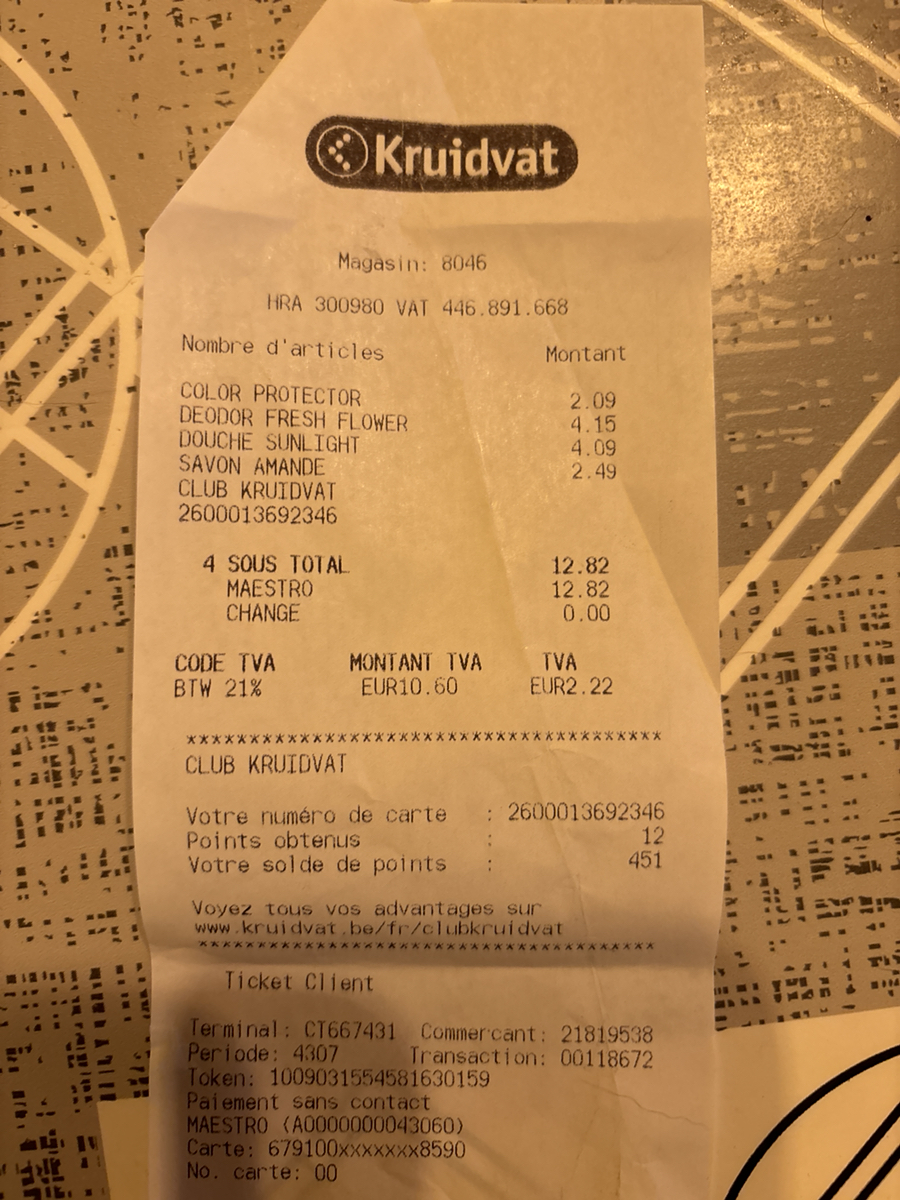 Kruidvat
Magasin: 8046
HRA 300980 VAT 446.891.668
Nombre d'articles Montant
COLOR PROTECTOR 2.09
DEODOR FRESH FLOWER 4.15
DOUCHE SUNLIGHT 4.09
SAVON AMANDE 2.49
CLUB KRUIDVAT
2600013692346
4 SOUS TOTAL 12.82
MAESTRO 12.82
CHANGE 0.00
CODE TVA MONTANT TVA TVA
BTW 21% EUR10.60 EUR2.22
***************************************
CLUB KRUIDVAT
Votre numéro de carte : 2600013692346
Points obtenus : 12
Votre solde de points : 451
Voyez tous vos advantages sur
www.kruidvat.be/fr/clubkruidvat
***************************************
Ticket Client
Terminal: CT667431 Commercant: 21819538
Periode: 4307 Transaction: 00118672
Token: 10090315545816301​59
Paiement sans contact
MAESTRO (A0000000043060)
Carte: 679100xxxxxxx8590
No. carte: 00